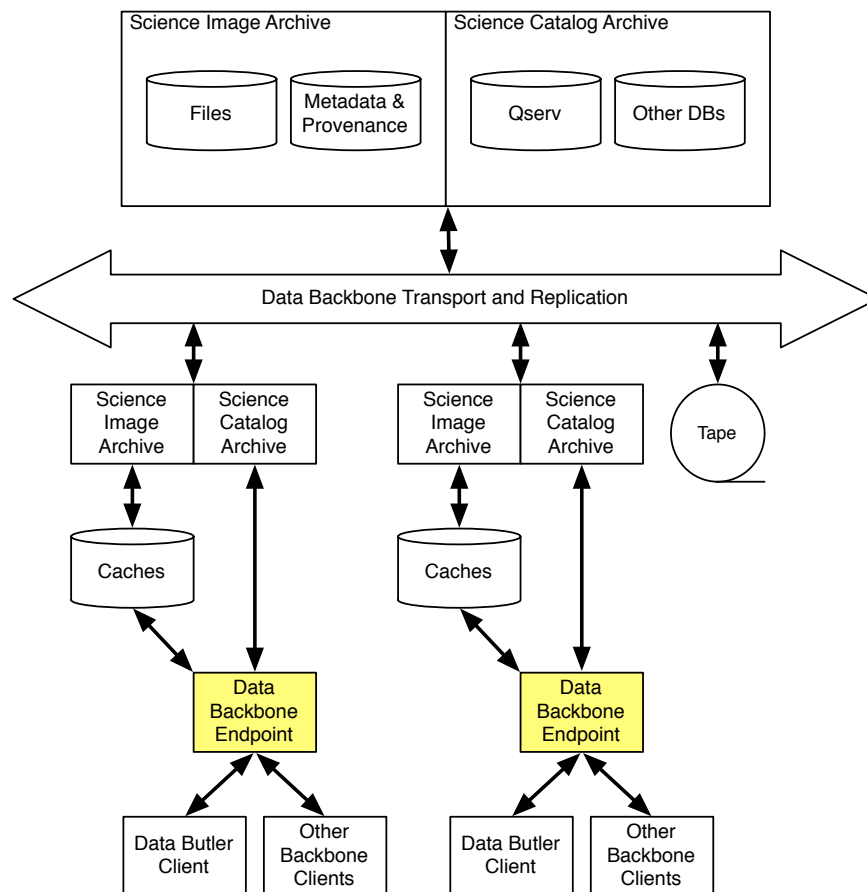 Science Image Archive
Science Catalog Archive
Files
Metadata &
Provenance
Qserv
Other DBs
Data Backbone Transport and Replication
Science
Image
Archive
Science
Catalog
Archive
Science
Image
Archive
Science
Catalog
Archive
Tape
Caches
Caches
Data
Backbone
Endpoint
Data
Backbone
Endpoint
Data Butler
Client
Other
Backbone
Clients
Data Butler
Client
Other
Backbone
Clients